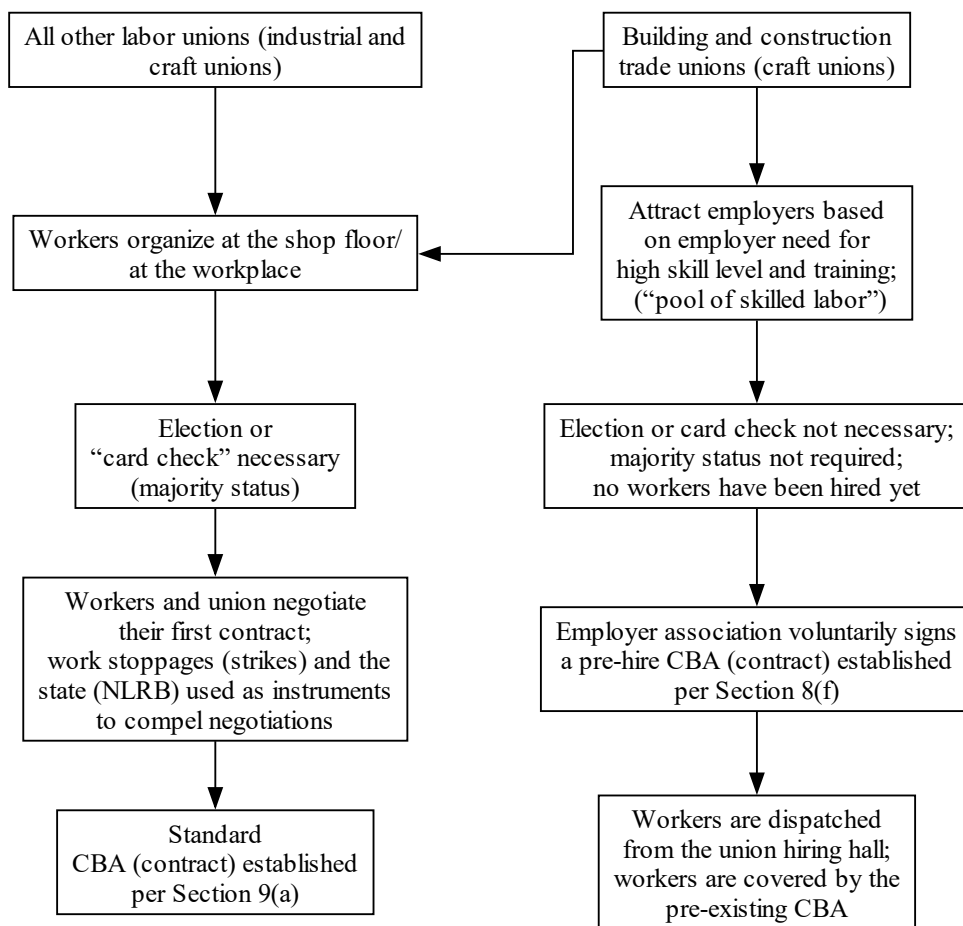 All other labor unions (industrial and
craft unions)
Building and construction
trade unions (craft unions)
Workers organize at the shop floor/
at the workplace
Attract employers based
on employer need for
high skill level and training;
(“pool of skilled labor”)
Election or
“card check” necessary
(majority status)
Election or card check not necessary;
majority status not required;
no workers have been hired yet
Workers and union negotiate
their first contract;
work stoppages (strikes) and the
state (NLRB) used as instruments
to compel negotiations
Employer association voluntarily signs
a pre-hire CBA (contract) established
per Section 8(f)
Standard
CBA (contract) established
per Section 9(a)
Workers are dispatched
from the union hiring hall;
workers are covered by the
pre-existing CBA